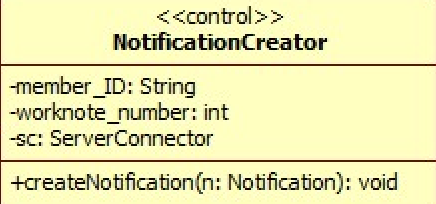 <<control>>
NotificationCreator
-member_ID: String
-worknote_number: int
-sc: ServerConnector
+createNotification(n: Notification): void